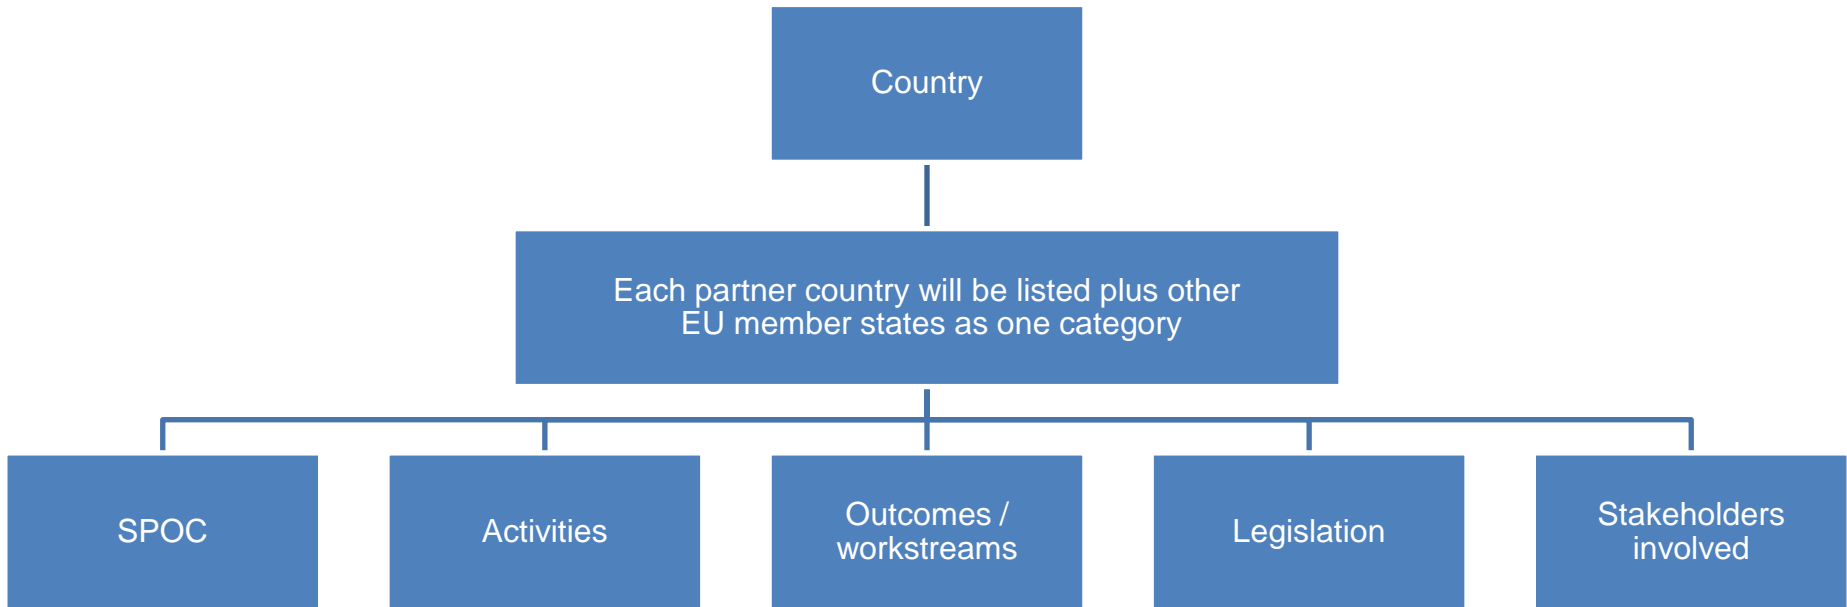 Country
Each partner country will be listed plus other
EU member states as one category
SPOC
Activities
Outcomes /
workstreams
Legislation
Stakeholders
involved